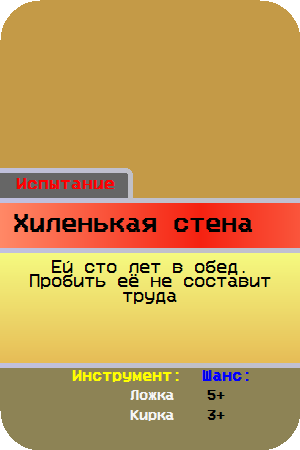 Испытание
Хиленькая стена
Ей сто лет в обед.
Пробить её не составит
труда
Инструмент: Шанс:
Ложка 5+
Кирка 3+